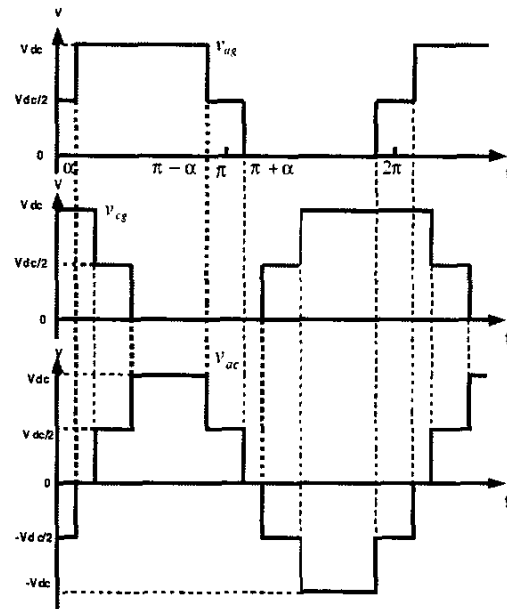 v
Vdc
v_ag
Vdc/2
0
α π − α π π + α 2π t
v
Vdc
v_cg
Vdc/2
0
t
v
Vdc
v_ac
Vdc/2
0
t
-Vdc/2
-Vdc